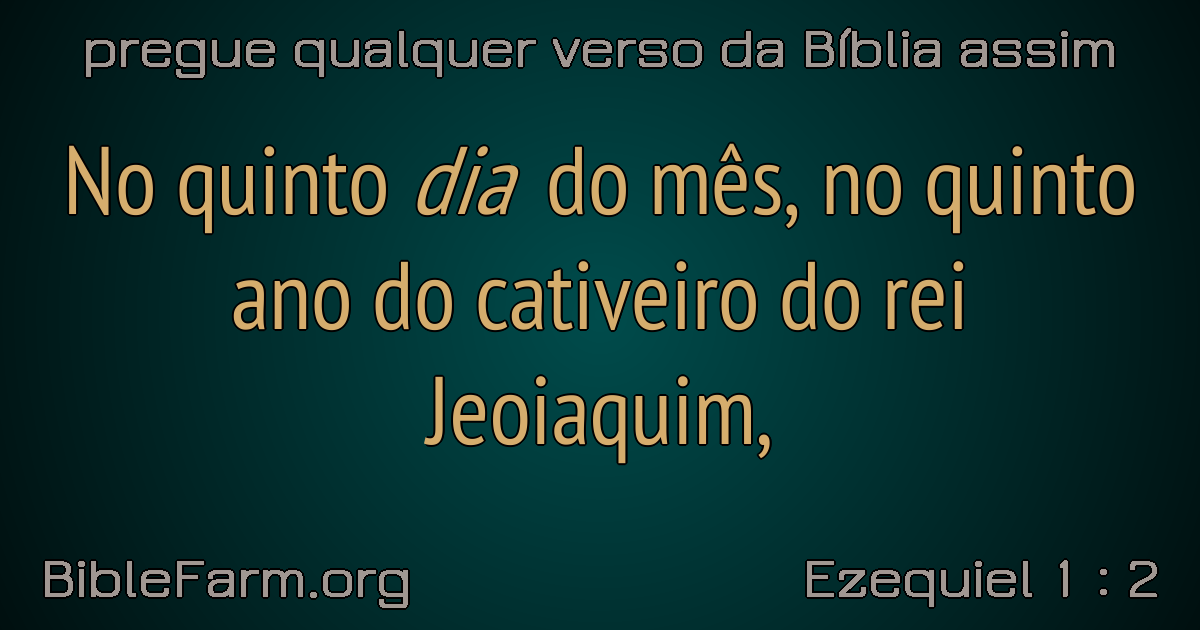 pregue qualquer verso da Bíblia assim
No quinto dia do mês, no quinto
ano do cativeiro do rei
Jeoiaquim,
BibleFarm.org
Ezequiel 1 : 2